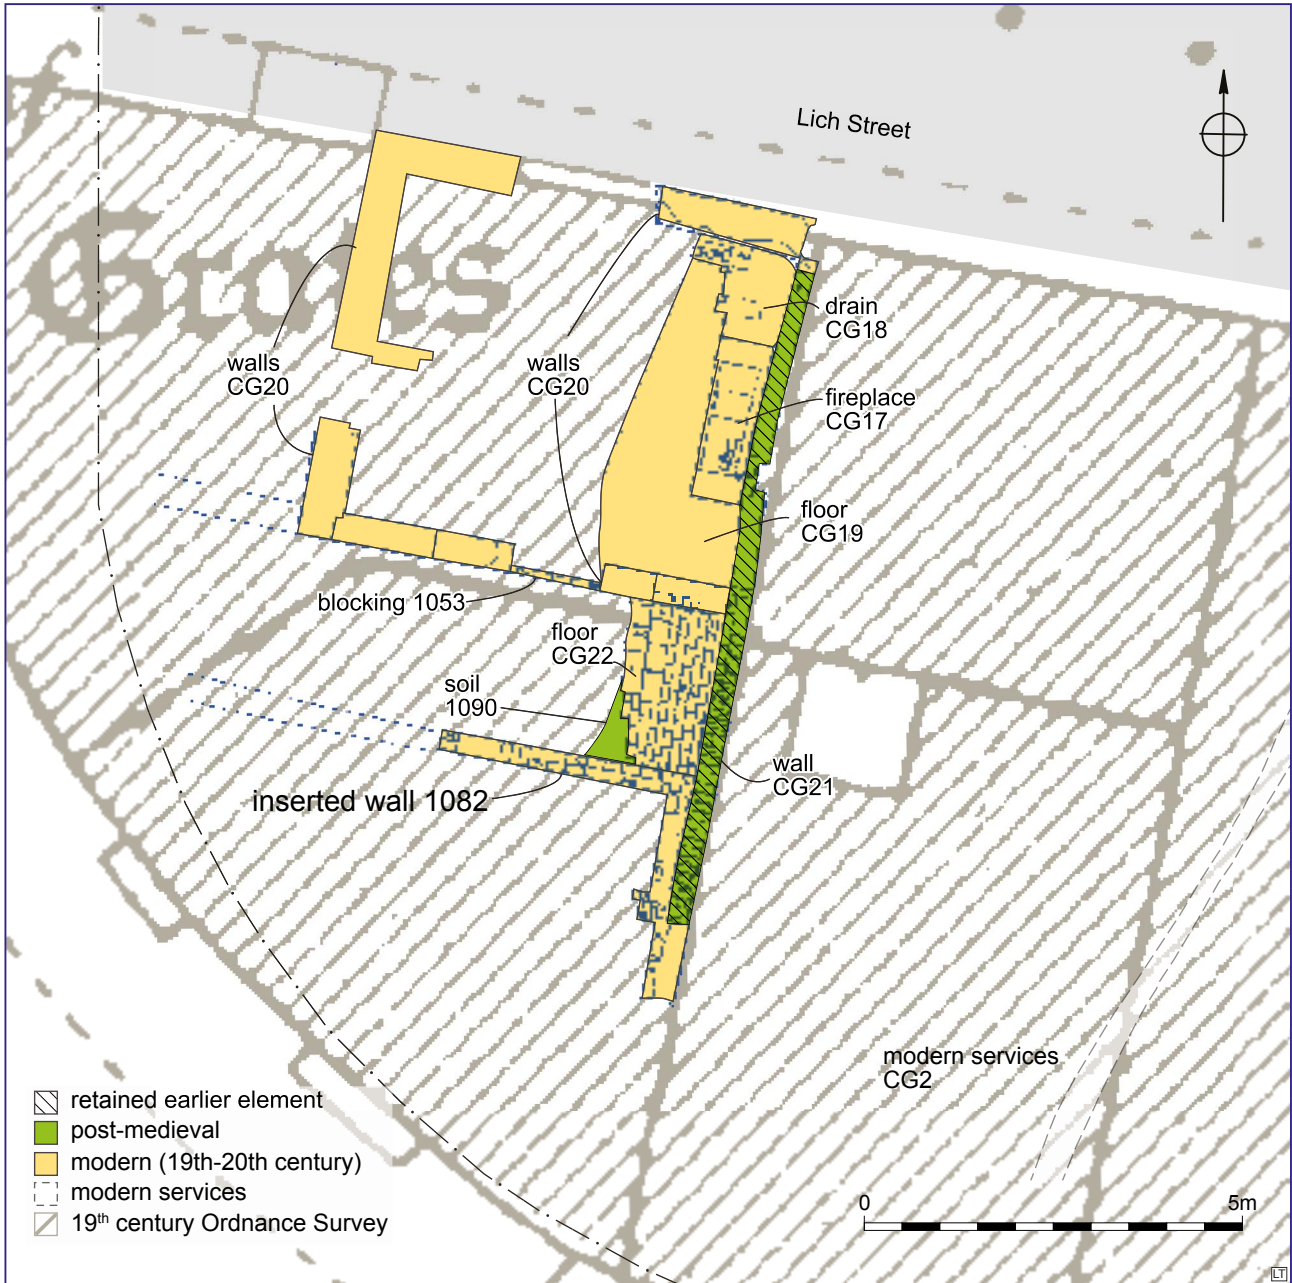 Lich Street
Groves
drain
CG18
walls
CG20
walls
CG20
fireplace
CG17
floor
CG19
blocking 1053
floor
CG22
soil
1090
wall
CG21
inserted wall 1082
modern services
CG2
retained earlier element
post-medieval
modern (19th-20th century)
modern services
19th century Ordnance Survey
0 5m
LT